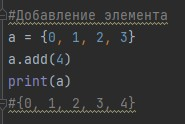 #Добавление элемента
a = {0, 1, 2, 3}
a.add(4)
print(a)
#{0, 1, 2, 3, 4}